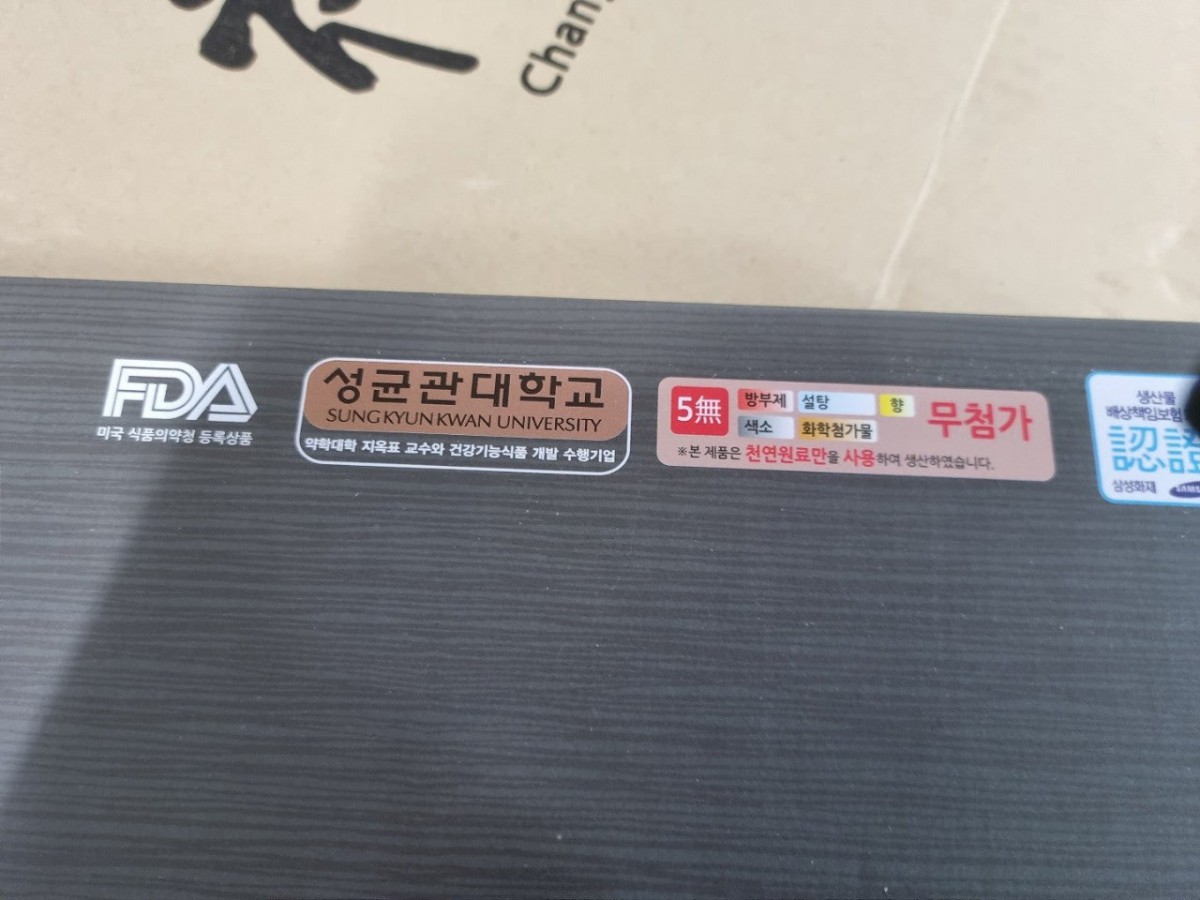 Chang
FDA
미국 식품의약청 등록상품
성균관대학교
SUNGKYUNKWAN UNIVERSITY
약학대학 지옥표 교수와 건강기능식품 개발 수행기업
5無
방부제 설탕 향
색소 화학첨가물
무첨가
※본 제품은 천연원료만을 사용하여 생산하였습니다.
생산물
배상책임보험
認證
삼성화재